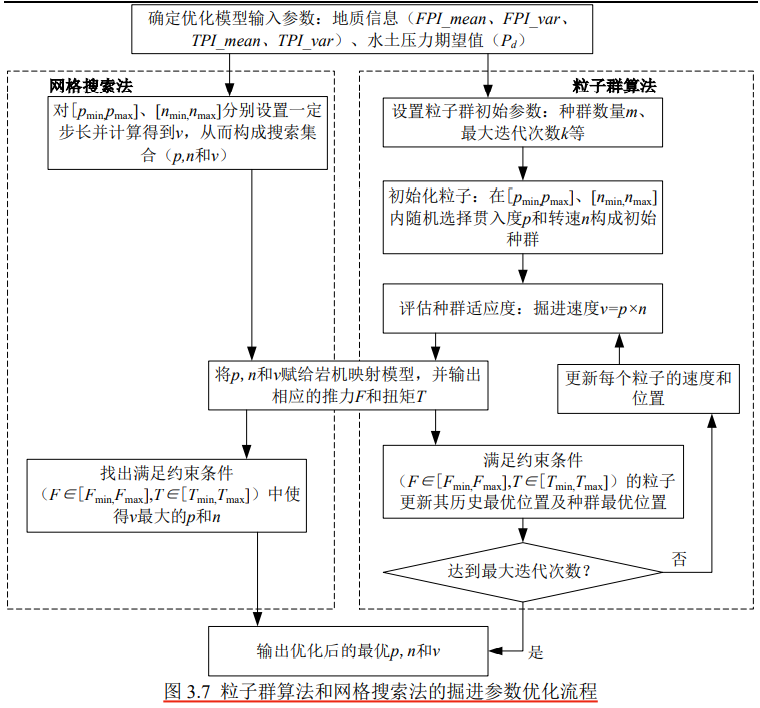 确定优化模型输入参数：地质信息（FPI_mean、FPI_var、
TPI_mean、TPI_var）、水土压力期望值（Pd）
网格搜索法
对[pmin,pmax]、[nmin,nmax]分别设置一定
步长并计算得到v，从而构成搜索集
合（p,n和v）
粒子群算法
设置粒子群初始参数：种群数量m、
最大迭代次数k等
初始化粒子：在[pmin,pmax]、[nmin,nmax]
内随机选择贯入度p和转速n构成初始
种群
评估种群适应度：掘进速度v=p×n
将p, n和v赋给岩机映射模型，并输出
相应的推力F和扭矩T
更新每个粒子的速度和
位置
找出满足约束条件
（F∈[Fmin,Fmax],T∈[Tmin,Tmax]）中使
得v最大的p和n
满足约束条件
（F∈[Fmin,Fmax],T∈[Tmin,Tmax]）的粒子
更新其历史最优位置及种群最优位置
达到最大迭代次数？
否
是
输出优化后的最优p, n和v
图 3.7 粒子群算法和网格搜索法的掘进参数优化流程